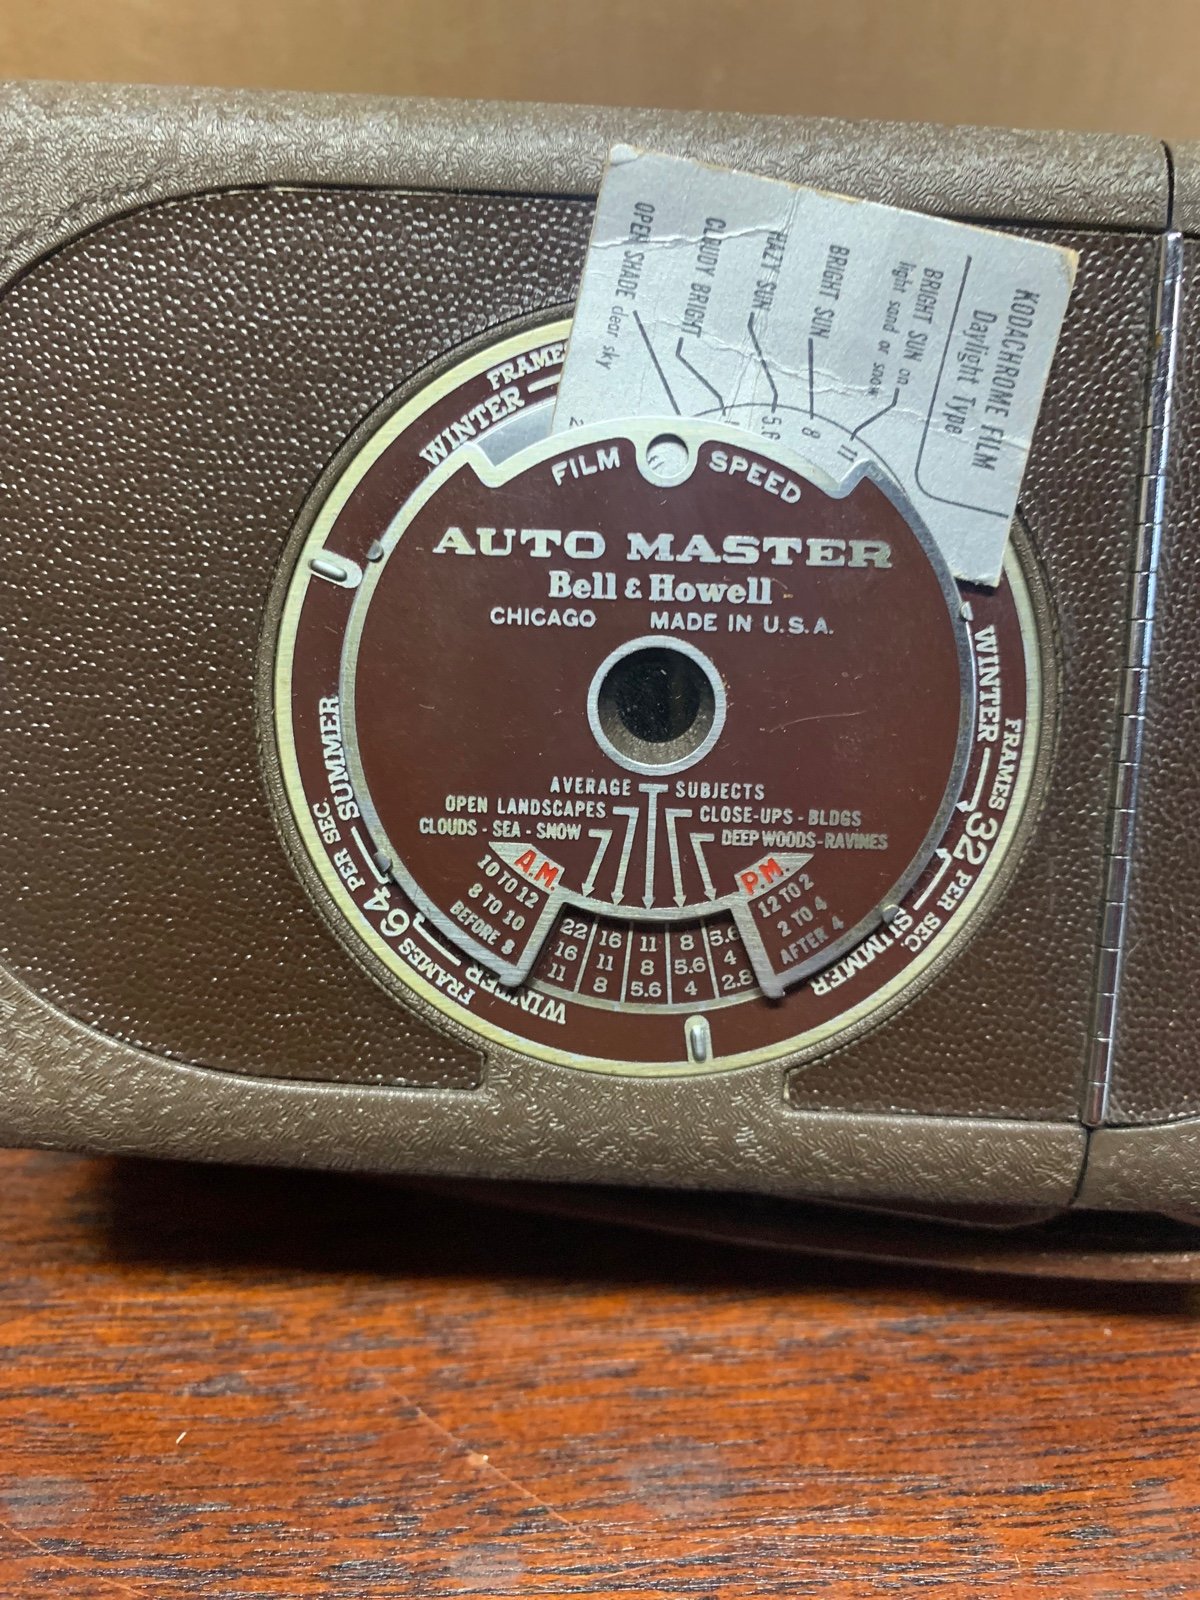 KODACHROME FILM
Daylight Type
BRIGHT SUN on
light sand or snow
11
BRIGHT SUN
8
HAZY SUN
5.6
CLOUDY BRIGHT
OPEN SHADE clear sky
FILM SPEED
AUTO MASTER
Bell & Howell
CHICAGO MADE IN U.S.A.
AVERAGE SUBJECTS
OPEN LANDSCAPES CLOSE-UPS - BLDGS
CLOUDS - SEA - SNOW DEEP WOODS - RAVINES
A.M.
10 TO 12
8 TO 10
BEFORE 8
P.M.
12 TO 2
2 TO 4
AFTER 4
22 16 11 8 5.6
16 11 8 5.6 4
11 8 5.6 4 2.8
WINTER
FRAMES
WINTER
FRAMES 32 PER SEC
SUMMER
WINTER
FRAMES 64 PER SEC.
SUMMER